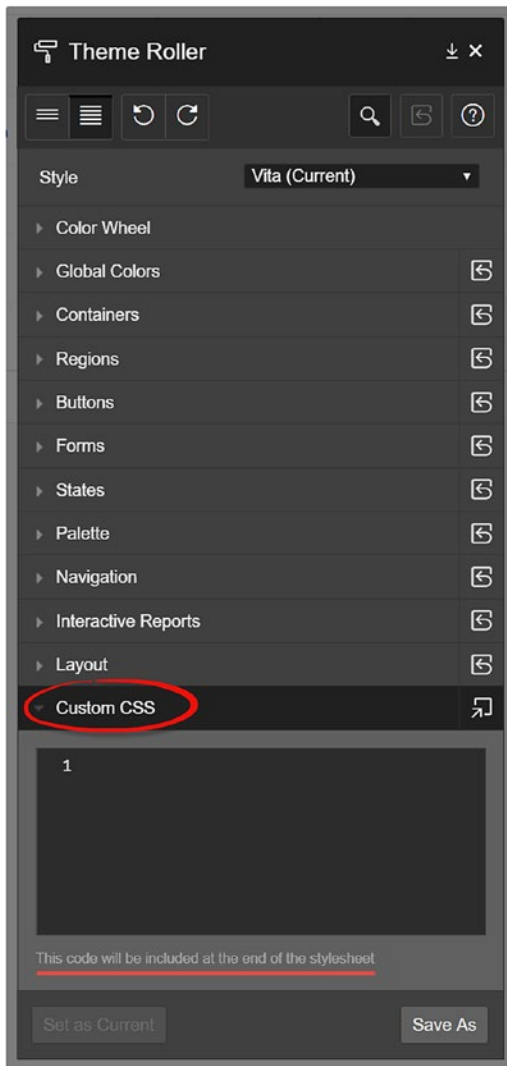 Theme Roller
Style Vita (Current)
Color Wheel
Global Colors
Containers
Regions
Buttons
Forms
States
Palette
Navigation
Interactive Reports
Layout
Custom CSS
1
This code will be included at the end of the stylesheet
Set as Current Save As